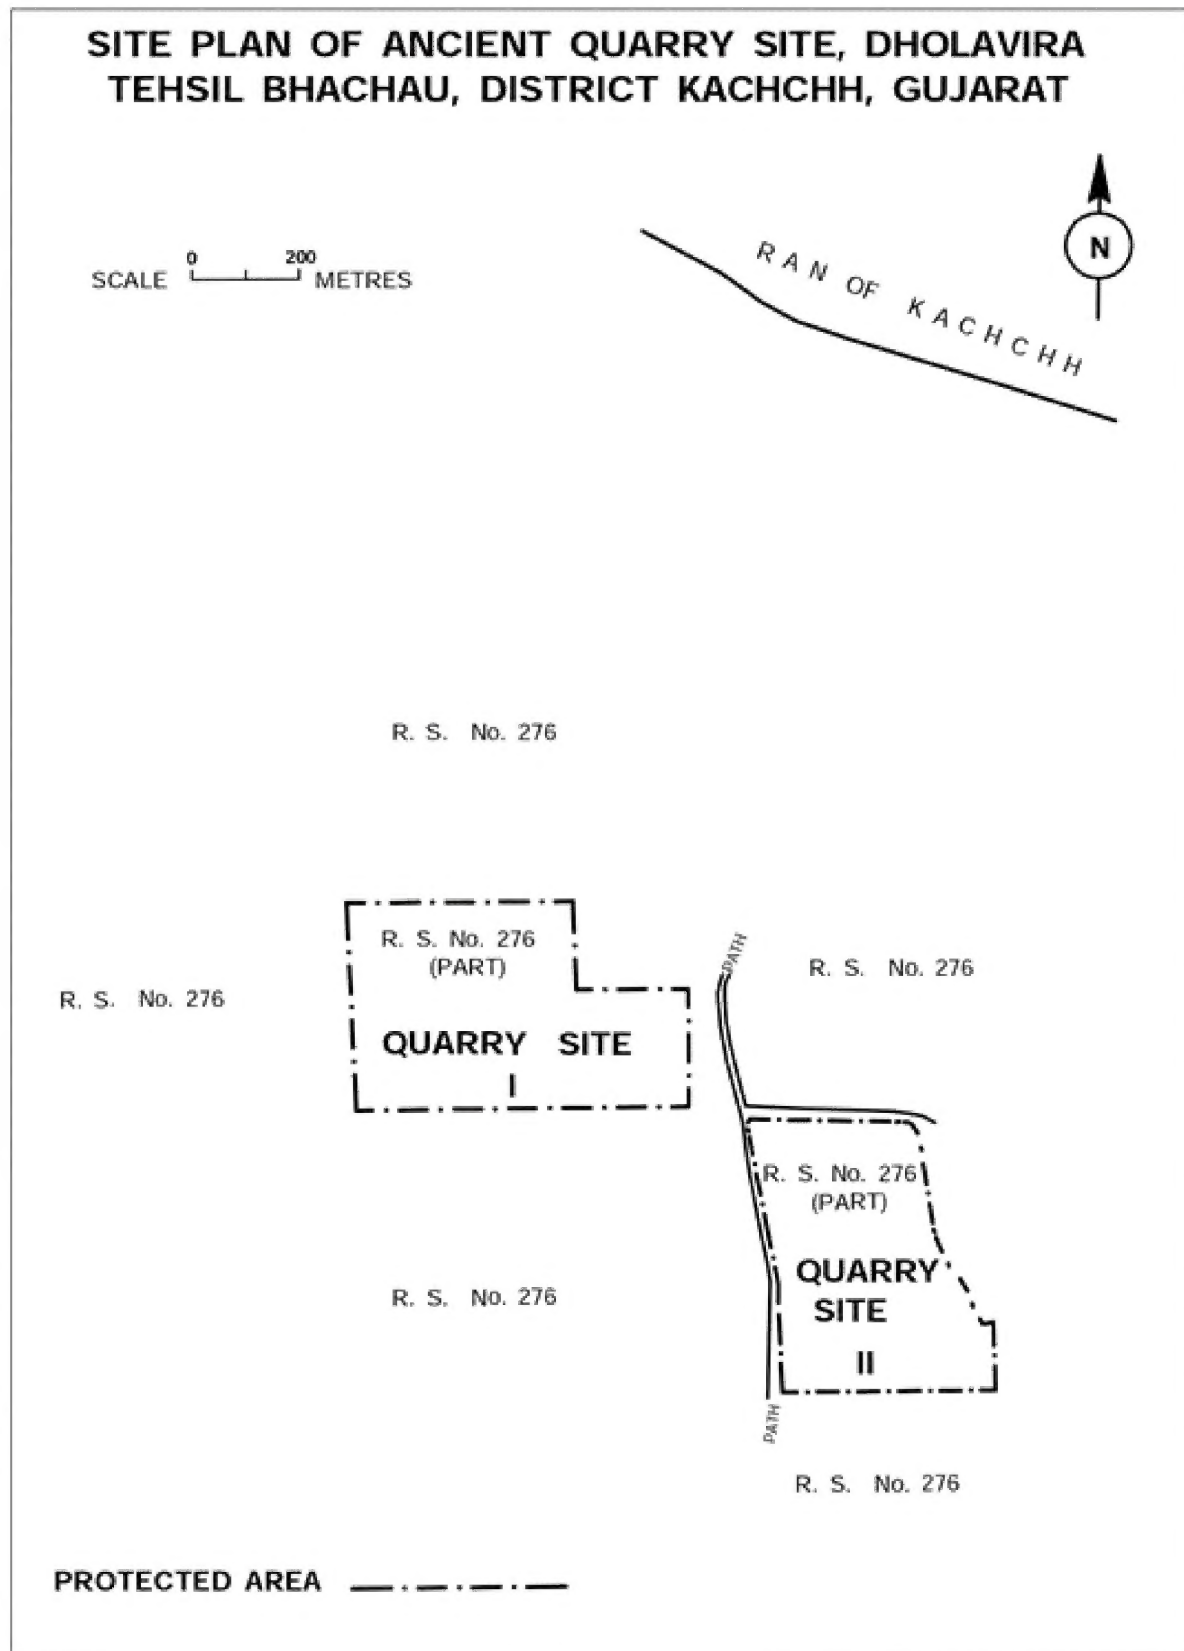 SITE PLAN OF ANCIENT QUARRY SITE, DHOLAVIRA
TEHSIL BHACHAU, DISTRICT KACHCHH, GUJARAT
N
RAN OF KACHCHH
0 200
SCALE METRES
R. S. No. 276
R. S. No. 276
(PART)
QUARRY SITE
I
R. S. No. 276
PATH
R. S. No. 276
R. S. No. 276
(PART)
QUARRY
SITE
II
R. S. No. 276
PATH
R. S. No. 276
PROTECTED AREA